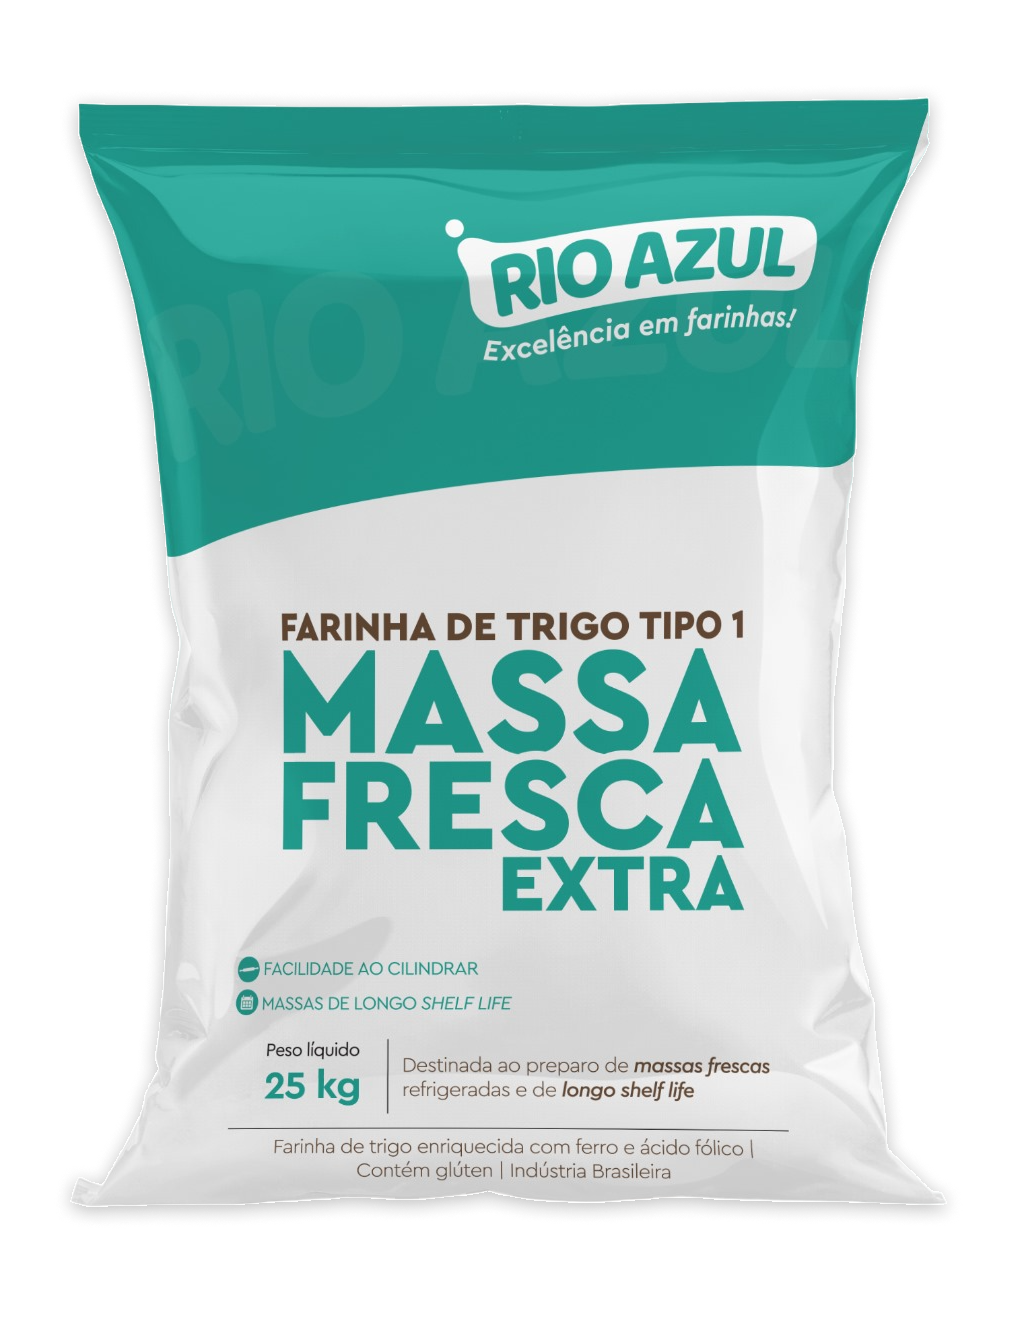 RIO AZUL
Excelência em farinhas!
RIO AZUL
FARINHA DE TRIGO TIPO 1
MASSA
FRESCA
EXTRA
FACILIDADE AO CILINDRAR
MASSAS DE LONGO SHELF LIFE
Peso líquido
25 kg
Destinada ao preparo de massas frescas
refrigeradas e de longo shelf life
Farinha de trigo enriquecida com ferro e ácido fólico |
Contém glúten | Indústria Brasileira